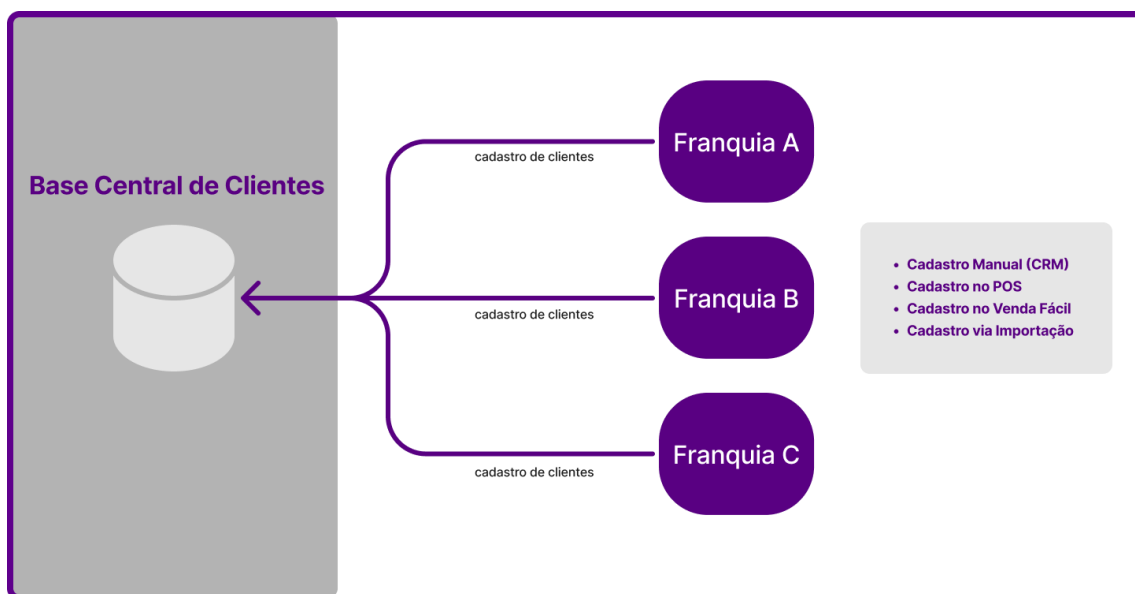 Base Central de Clientes
Franquia A
cadastro de clientes
Franquia B
cadastro de clientes
Franquia C
cadastro de clientes
• Cadastro Manual (CRM)
• Cadastro no POS
• Cadastro no Venda Fácil
• Cadastro via Importação